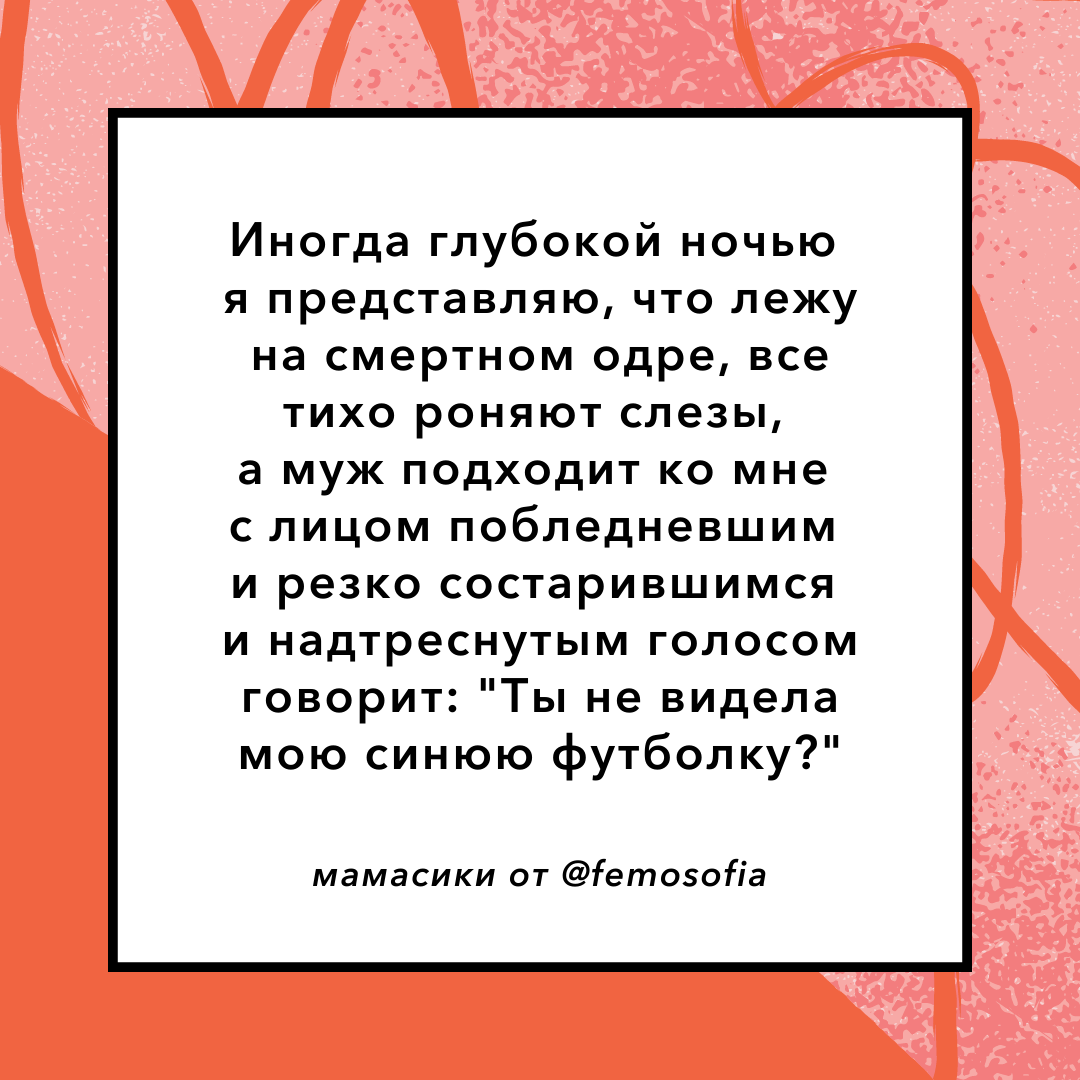 Иногда глубокой ночью
я представляю, что лежу
на смертном одре, все
тихо роняют слезы,
а муж подходит ко мне
с лицом побледневшим
и резко состарившимся
и надтреснутым голосом
говорит: "Ты не видела
мою синюю футболку?"
мамасики от @femosofia